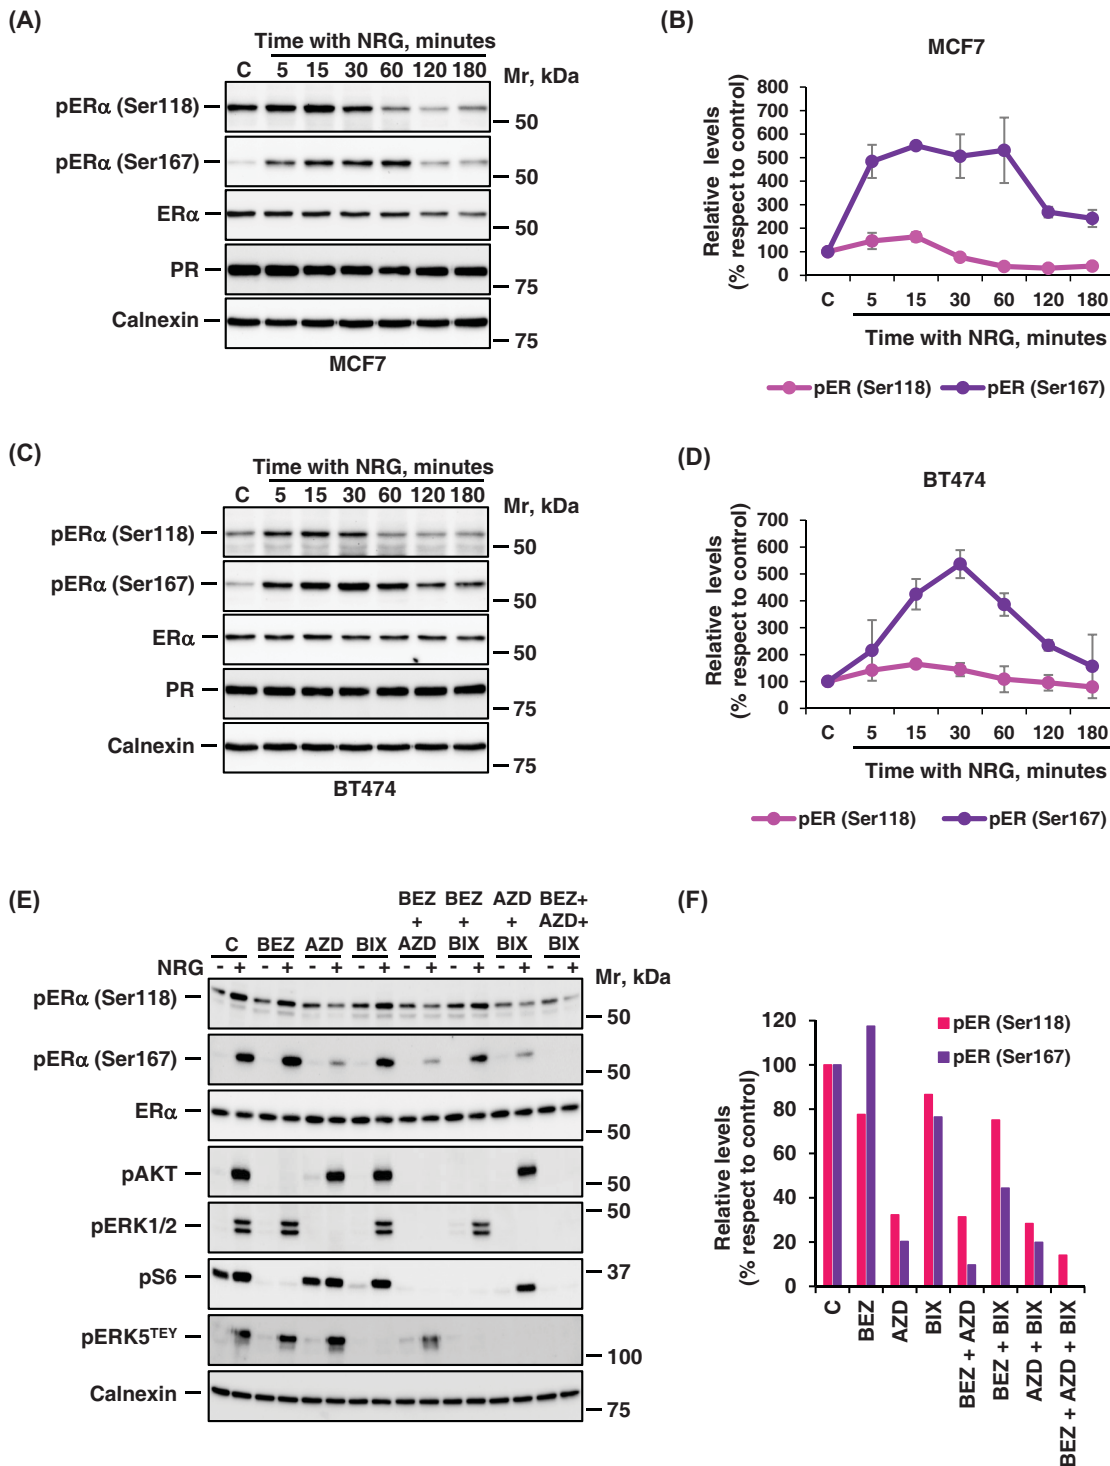 (A)
Time with NRG, minutes
C 5 15 30 60 120 180 Mr, kDa
pERα (Ser118)
50
pERα (Ser167)
50
ERα
50
PR
75
Calnexin
75
MCF7
(B)
MCF7
Relative levels
(% respect to control)
800
700
600
500
400
300
200
100
0
C 5 15 30 60 120 180
Time with NRG, minutes
pER (Ser118) pER (Ser167)
(C)
Time with NRG, minutes
C 5 15 30 60 120 180 Mr, kDa
pERα (Ser118)
50
pERα (Ser167)
50
ERα
50
PR
75
Calnexin
75
BT474
(D)
BT474
Relative levels
(% respect to control)
700
600
500
400
300
200
100
0
C 5 15 30 60 120 180
Time with NRG, minutes
pER (Ser118) pER (Ser167)
(E)
BEZ BEZ AZD BEZ+
+ + + AZD+
C BEZ AZD BIX AZD BIX BIX BIX
NRG - + - + - + - + - + - + - + - +
Mr, kDa
pERα (Ser118)
50
pERα (Ser167)
50
ERα
50
pAKT
50
50
pERK1/2
37
pS6
pERK5TEY
100
Calnexin
75
(F)
Relative levels
(% respect to control)
120
100
80
60
40
20
0
pER (Ser118)
pER (Ser167)
C
BEZ
AZD
BIX
BEZ + AZD
BEZ + BIX
AZD + BIX
BEZ + AZD + BIX